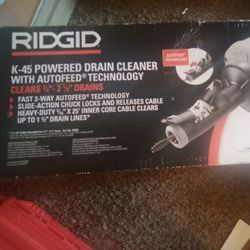 RIDGID
AUTOFEED®
TECHNOLOGY
K-45 POWERED DRAIN CLEANER
WITH AUTOFEED® TECHNOLOGY
CLEARS ¾"- 2 ½" DRAINS
FAST 2-WAY AUTOFEED® TECHNOLOGY
SLIDE-ACTION CHUCK LOCKS AND RELEASES CABLE
HEAVY-DUTY 5/16" X 25' INNER CORE CABLE CLEARS
UP TO 1 ½" DRAIN LINES*